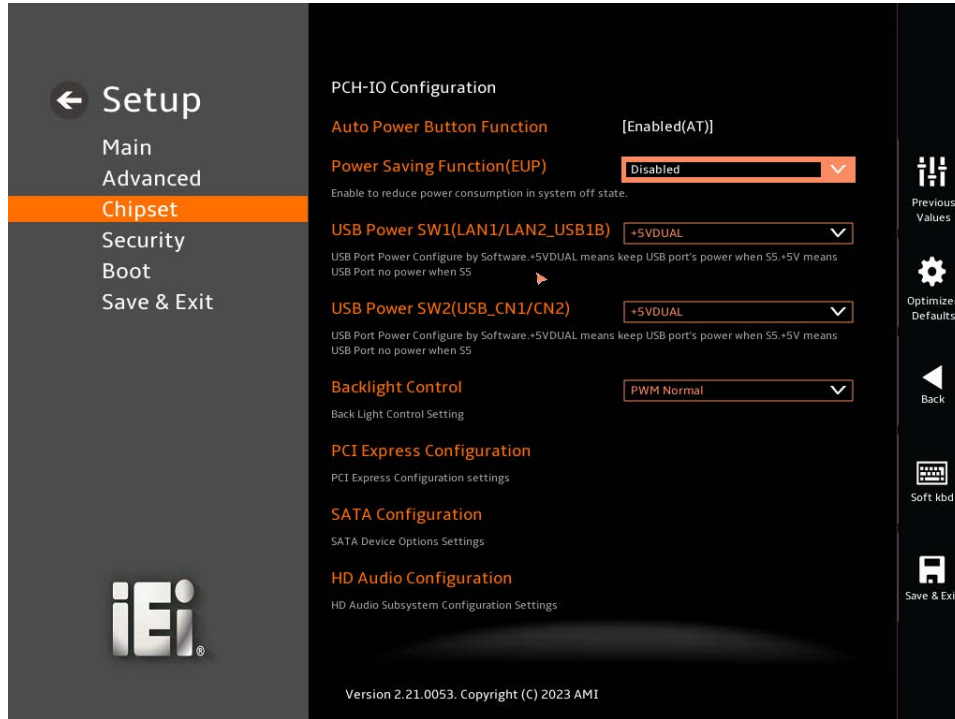 Setup
Main
Advanced
Chipset
Security
Boot
Save & Exit
iEi®
PCH-IO Configuration
Auto Power Button Function [Enabled(AT)]
Power Saving Function(EUP) Disabled
Enable to reduce power consumption in system off state.
USB Power SW1(LAN1/LAN2_USB1B) +5VDUAL
USB Port Power Configure by Software.+5VDUAL means keep USB port's power when S5.+5V means
USB Port no power when S5
USB Power SW2(USB_CN1/CN2) +5VDUAL
USB Port Power Configure by Software.+5VDUAL means keep USB port's power when S5.+5V means
USB Port no power when S5
Backlight Control PWM Normal
Back Light Control Setting
PCI Express Configuration
PCI Express Configuration settings
SATA Configuration
SATA Device Options Settings
HD Audio Configuration
HD Audio Subsystem Configuration Settings
Version 2.21.0053. Copyright (C) 2023 AMI
Previous
Values
Optimize
Defaults
Back
Soft kbd
Save & Exi